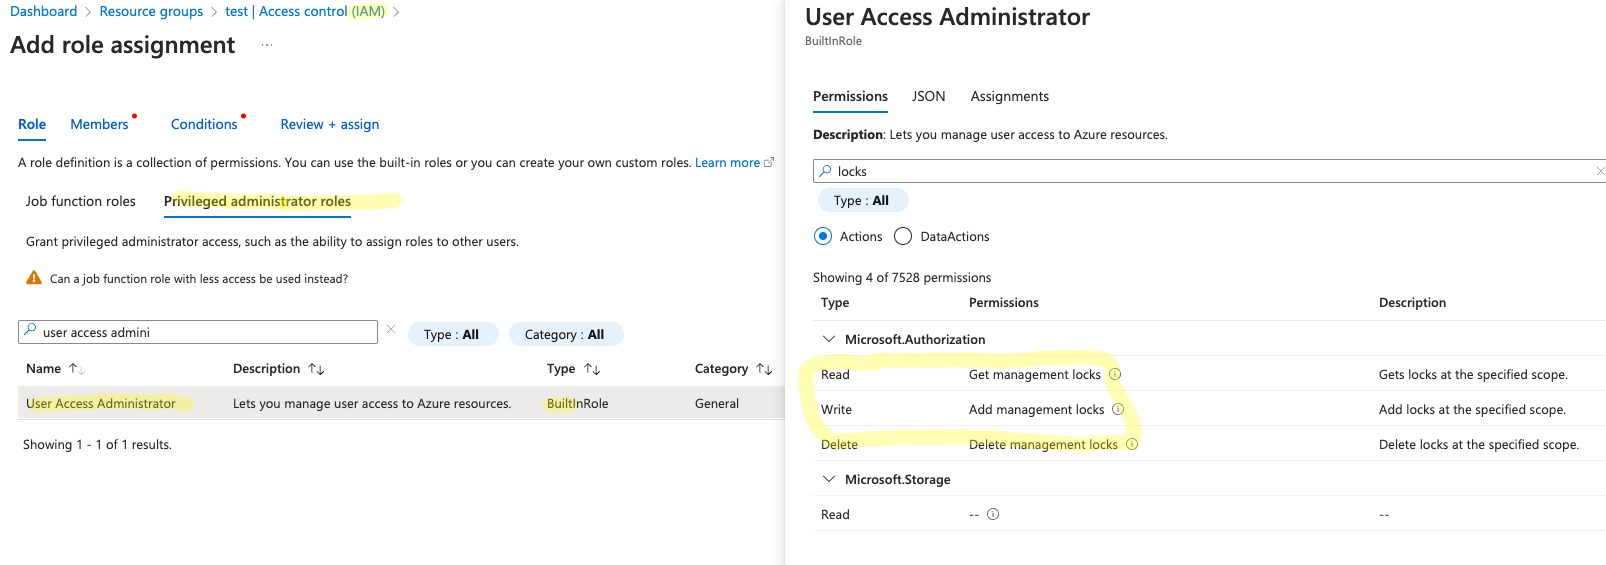 Dashboard > Resource groups > test | Access control (IAM) >
Add role assignment ...
Role Members Conditions Review + assign
A role definition is a collection of permissions. You can use the built-in roles or you can create your own custom roles. Learn more
Job function roles Privileged administrator roles
Grant privileged administrator access, such as the ability to assign roles to other users.
Can a job function role with less access be used instead?
user access admini Type : All Category : All
Name Description Type Category
User Access Administrator Lets you manage user access to Azure resources. BuiltInRole General
Showing 1 - 1 of 1 results.
User Access Administrator
BuiltInRole
Permissions JSON Assignments
Description: Lets you manage user access to Azure resources.
locks
Type : All
Actions DataActions
Showing 4 of 7528 permissions
Type Permissions Description
Microsoft.Authorization
Read Get management locks Gets locks at the specified scope.
Write Add management locks Add locks at the specified scope.
Delete Delete management locks Delete locks at the specified scope.
Microsoft.Storage
Read -- --